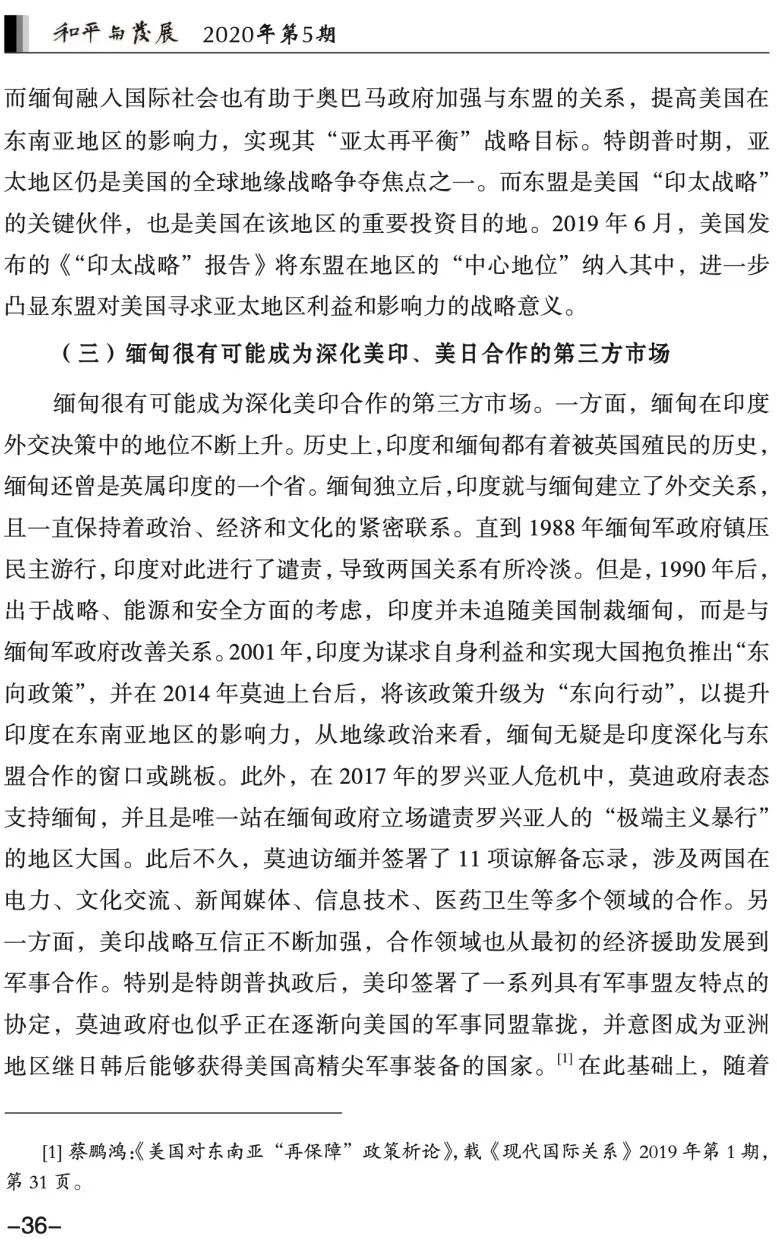 和平与发展 2020年第5期
而缅甸融入国际社会也有助于奥巴马政府加强与东盟的关系，提高美国在
东南亚地区的影响力，实现其“亚太再平衡”战略目标。特朗普时期，亚
太地区仍是美国的全球地缘战略争夺焦点之一。而东盟是美国“印太战略”
的关键伙伴，也是美国在该地区的重要投资目的地。2019 年 6 月，美国发
布的《“印太战略”报告》将东盟在地区的“中心地位”纳入其中，进一步
凸显东盟对美国寻求亚太地区利益和影响力的战略意义。
（三）缅甸很有可能成为深化美印、美日合作的第三方市场
缅甸很有可能成为深化美印合作的第三方市场。一方面，缅甸在印度
外交决策中的地位不断上升。历史上，印度和缅甸都有着被英国殖民的历史，
缅甸还曾是英属印度的一个省。缅甸独立后，印度就与缅甸建立了外交关系，
且一直保持着政治、经济和文化的紧密联系。直到 1988 年缅甸军政府镇压
民主游行，印度对此进行了谴责，导致两国关系有所冷淡。但是，1990 年后，
出于战略、能源和安全方面的考虑，印度并未追随美国制裁缅甸，而是与
缅甸军政府改善关系。2001 年，印度为谋求自身利益和实现大国抱负推出“东
向政策”，并在 2014 年莫迪上台后，将该政策升级为“东向行动”，以提升
印度在东南亚地区的影响力，从地缘政治来看，缅甸无疑是印度深化与东
盟合作的窗口或跳板。此外，在 2017 年的罗兴亚人危机中，莫迪政府表态
支持缅甸，并且是唯一站在缅甸政府立场谴责罗兴亚人的“极端主义暴行”
的地区大国。此后不久，莫迪访缅并签署了 11 项谅解备忘录，涉及两国在
电力、文化交流、新闻媒体、信息技术、医药卫生等多个领域的合作。另
一方面，美印战略互信正不断加强，合作领域也从最初的经济援助发展到
军事合作。特别是特朗普执政后，美印签署了一系列具有军事盟友特点的
协定，莫迪政府也似乎正在逐渐向美国的军事同盟靠拢，并意图成为亚洲
地区继日韩后能够获得美国高精尖军事装备的国家。[1] 在此基础上，随着
[1] 蔡鹏鸿：《美国对东南亚“再保障”政策析论》，载《现代国际关系》2019 年第 1 期，
第 31 页。
-36-